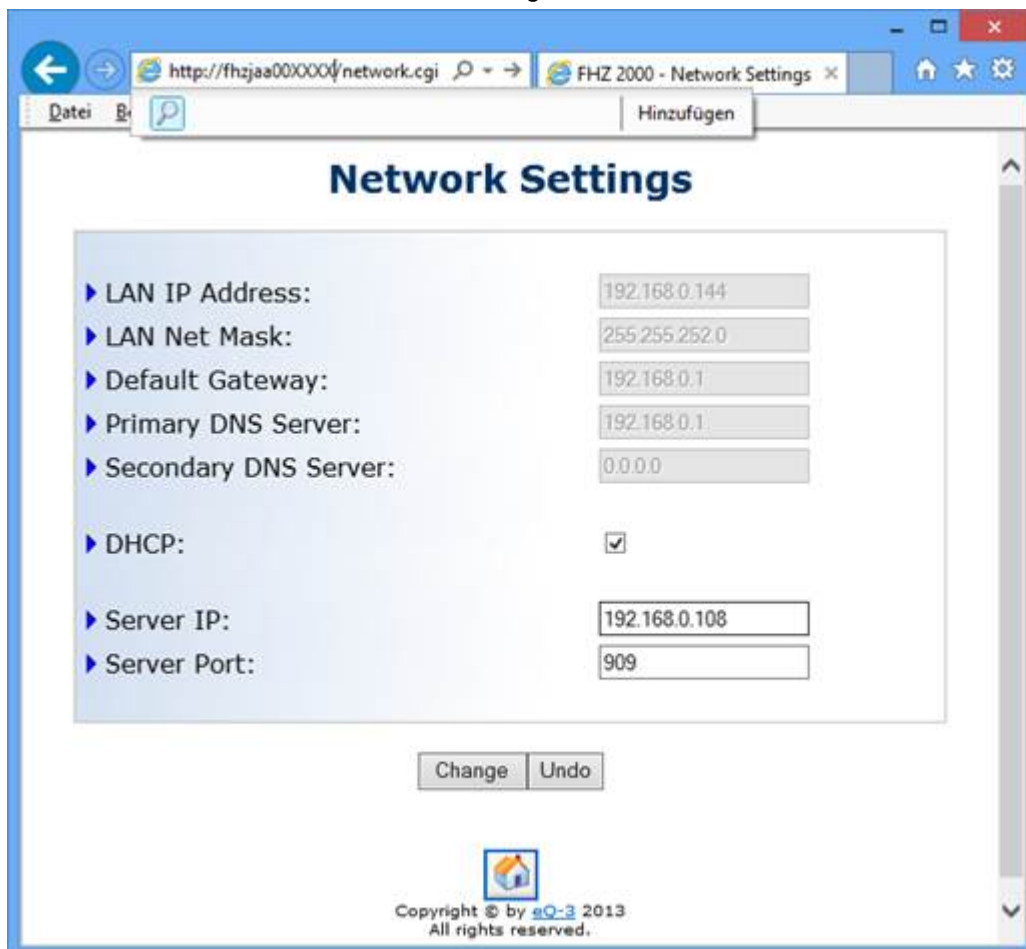 http://fhzjaa00XXXX/network.cgi
FHZ 2000 - Network Settings
Datei
Hinzufügen
Network Settings
LAN IP Address: 192.168.0.144
LAN Net Mask: 255.255.252.0
Default Gateway: 192.168.0.1
Primary DNS Server: 192.168.0.1
Secondary DNS Server: 0.0.0.0
DHCP:
Server IP: 192.168.0.108
Server Port: 909
Change Undo
Copyright © by eQ-3 2013
All rights reserved.